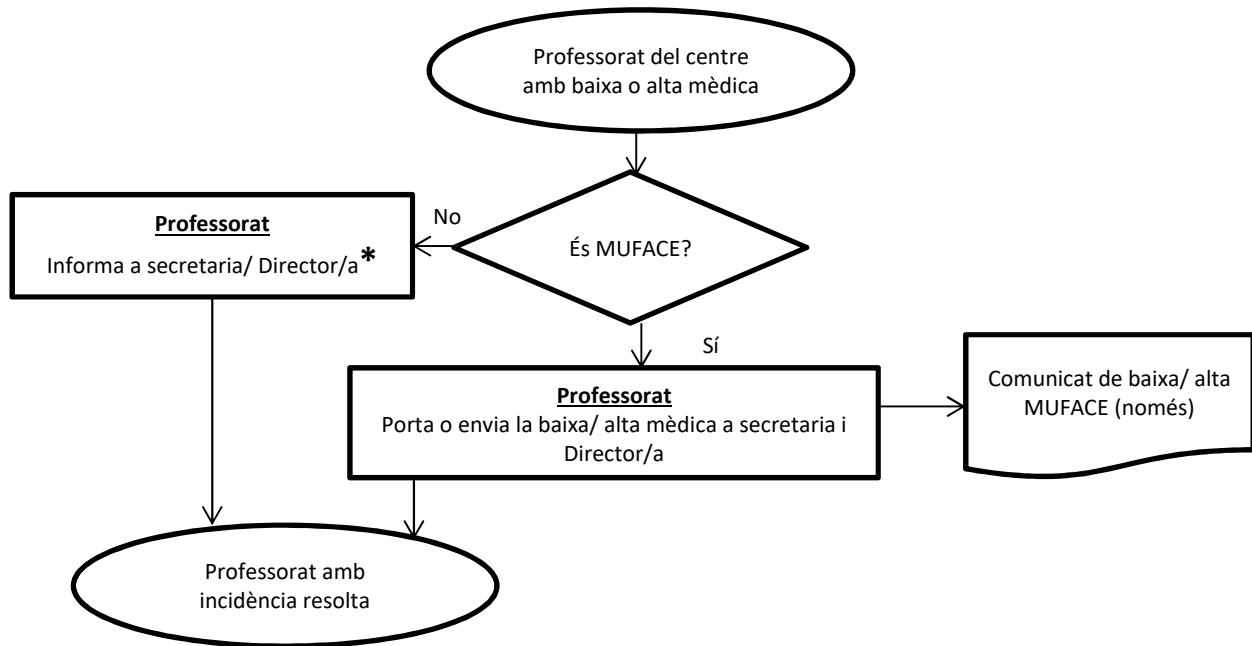 Professorat del centre
amb baixa o alta mèdica
És MUFACE?
No
Professorat
Informa a secretaria/ Director/a*
Sí
Professorat
Porta o envia la baixa/ alta mèdica a secretaria i
Director/a
Comunicat de baixa/ alta
MUFACE (només)
Professorat amb
incidència resolta